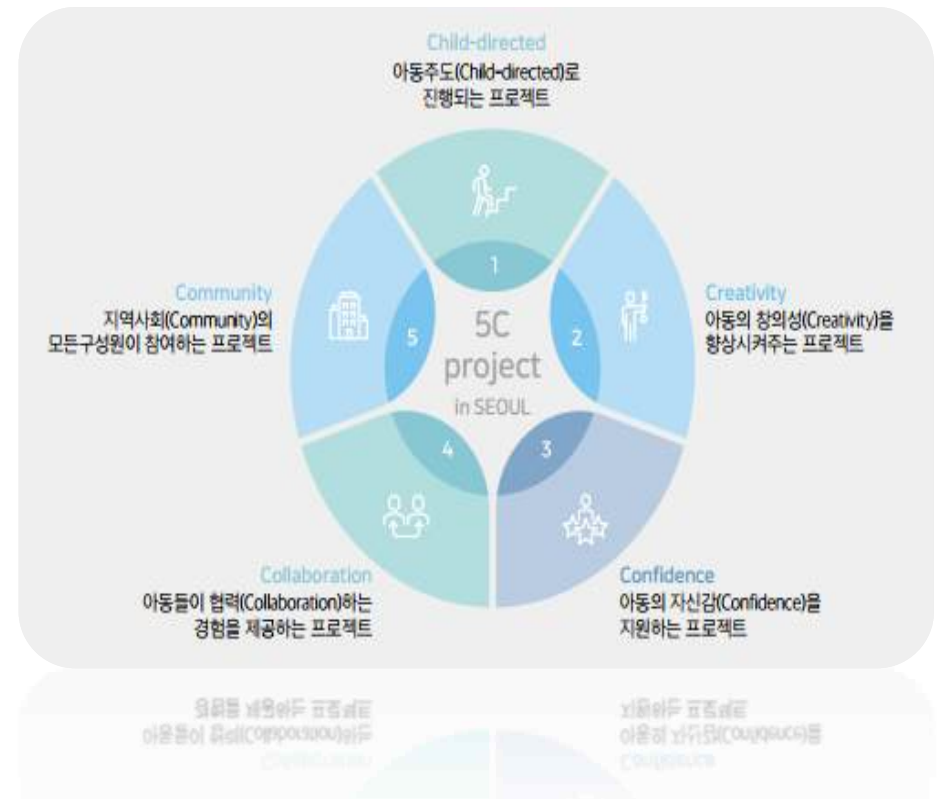 Child-directed
아동주도(Child-directed)로
진행되는 프로젝트
1
Creativity
아동의 창의성(Creativity)을
향상시켜주는 프로젝트
2
Confidence
아동의 자신감(Confidence)을
지원하는 프로젝트
3
Collaboration
아동들이 협력(Collaboration)하는
경험을 제공하는 프로젝트
4
Community
지역사회(Community)의
모든구성원이 참여하는 프로젝트
5
5C
project
in SEOUL